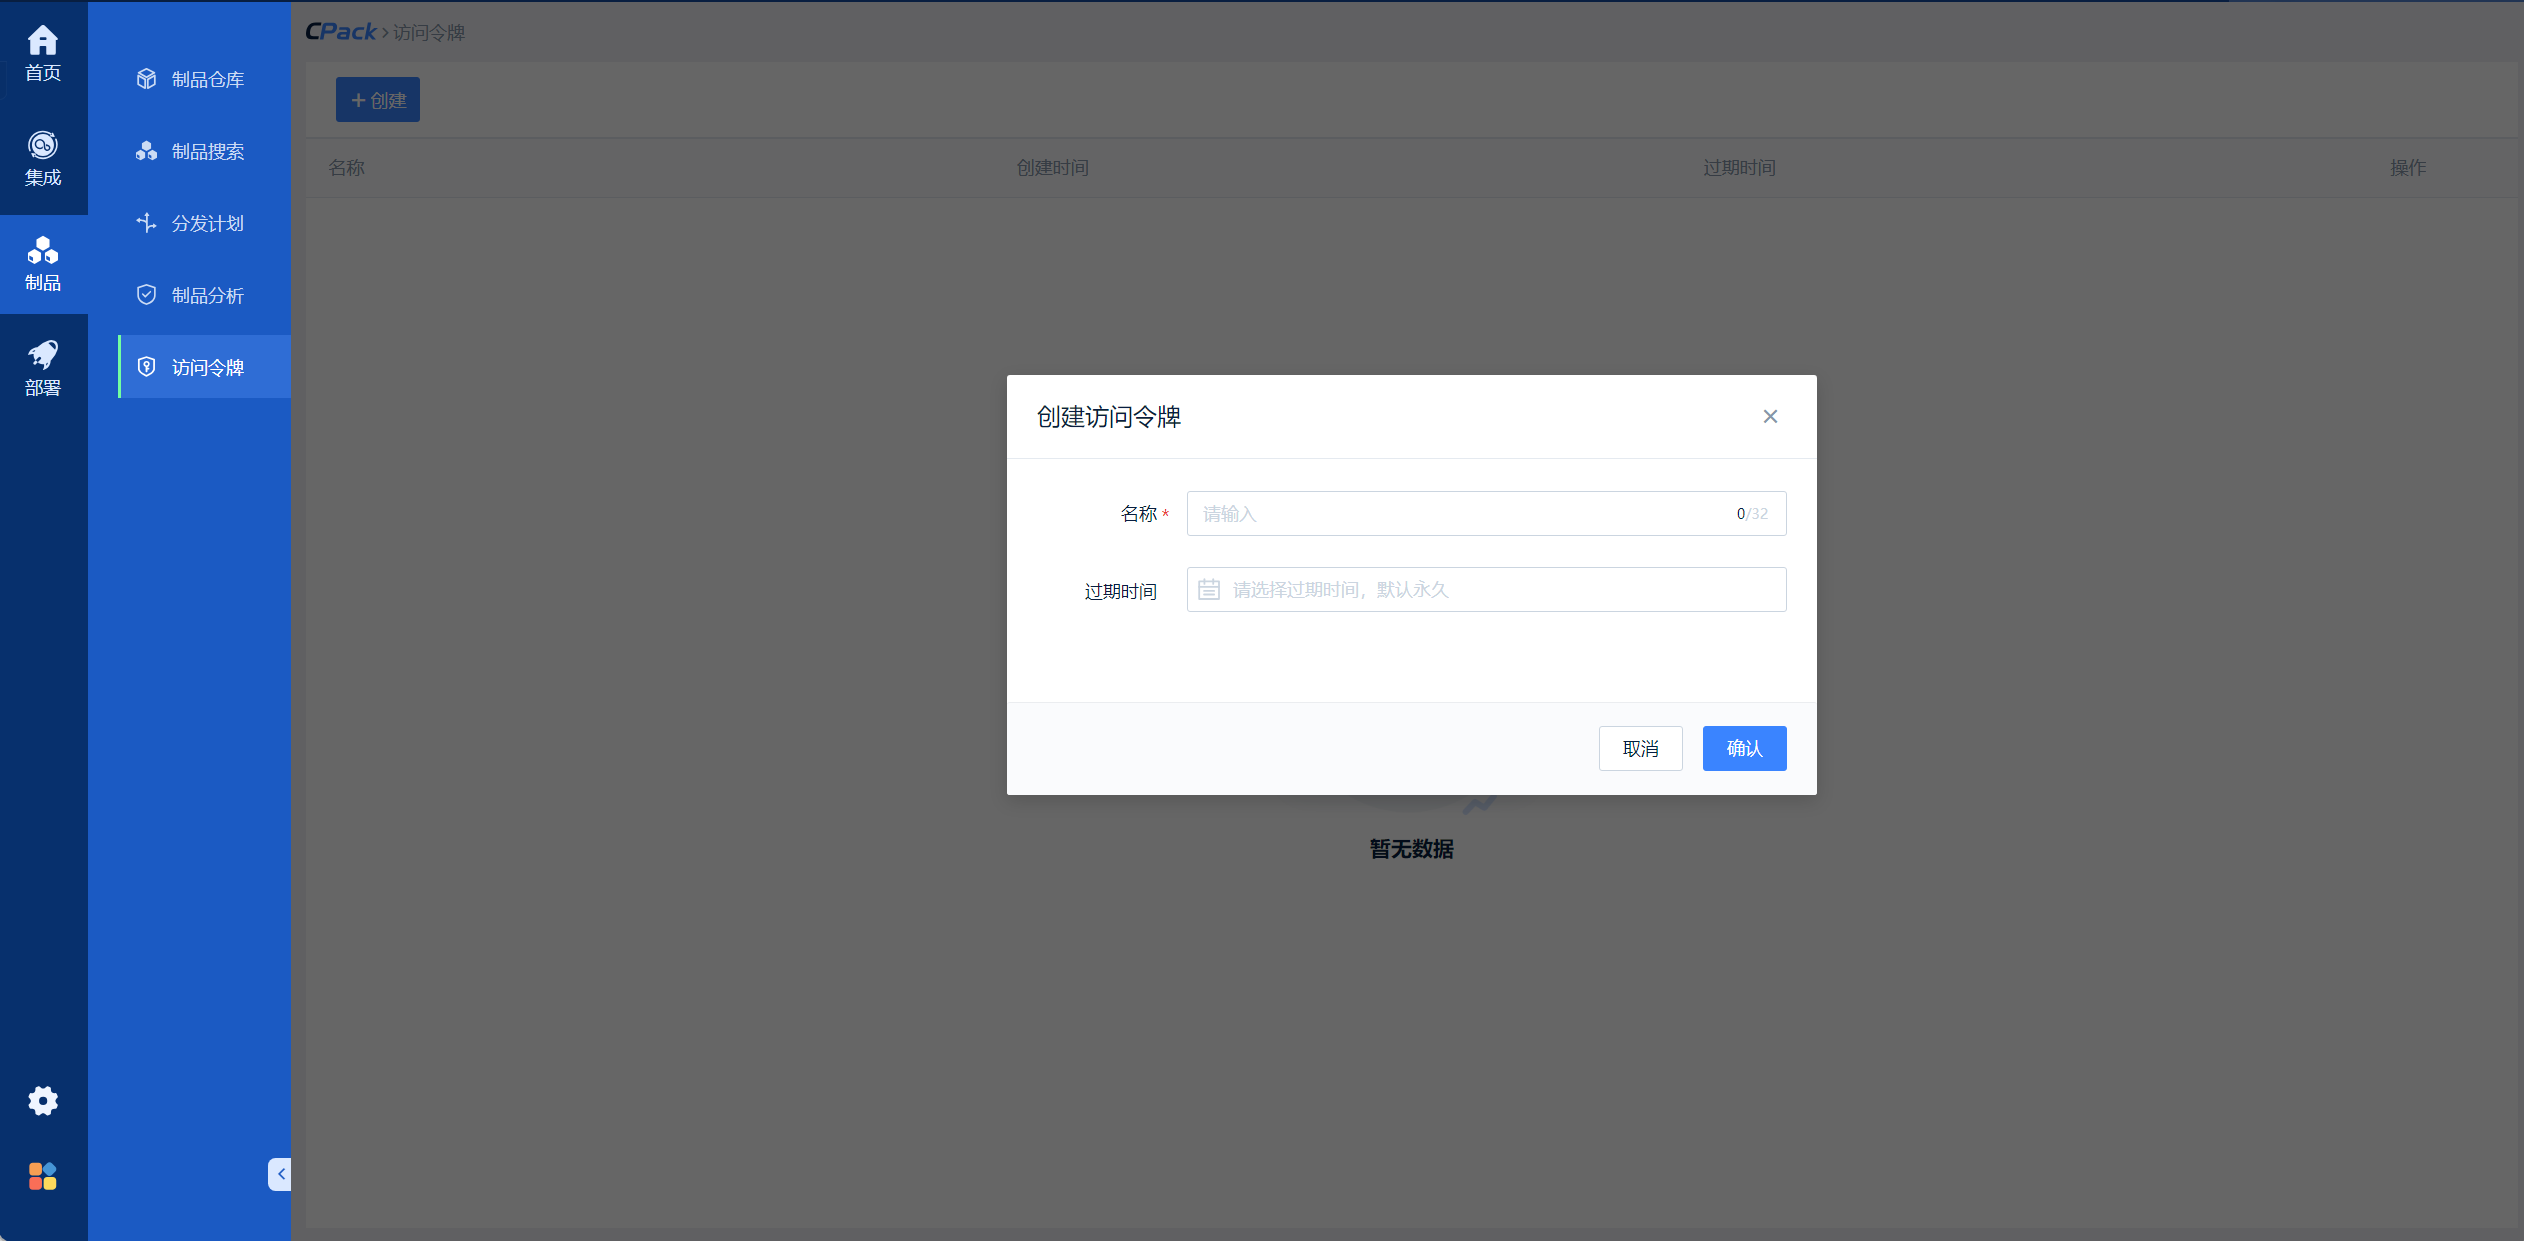 首页
集成
制品
部署
制品仓库
制品搜索
分发计划
制品分析
访问令牌
CPack > 访问令牌
+ 创建
名称 创建时间 过期时间 操作
创建访问令牌
名称 * 请输入 0/32
过期时间 请选择过期时间，默认永久
取消 确认
暂无数据